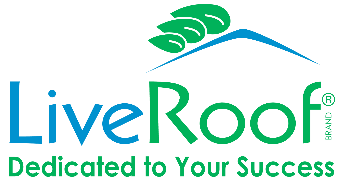 LiveRoof®
BRAND
Dedicated to Your Success